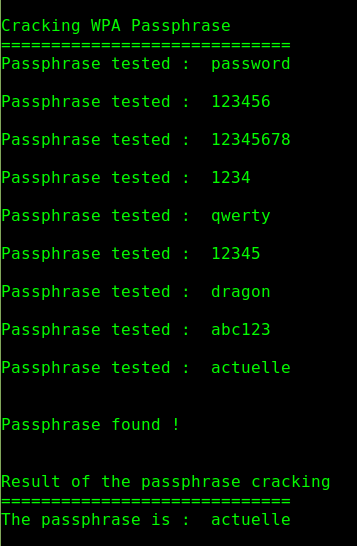 Cracking WPA Passphrase
=============================
Passphrase tested :  password
Passphrase tested :  123456
Passphrase tested :  12345678
Passphrase tested :  1234
Passphrase tested :  qwerty
Passphrase tested :  12345
Passphrase tested :  dragon
Passphrase tested :  abc123
Passphrase tested :  actuelle
Passphrase found !
Result of the passphrase cracking
=============================
The passphrase is :  actuelle